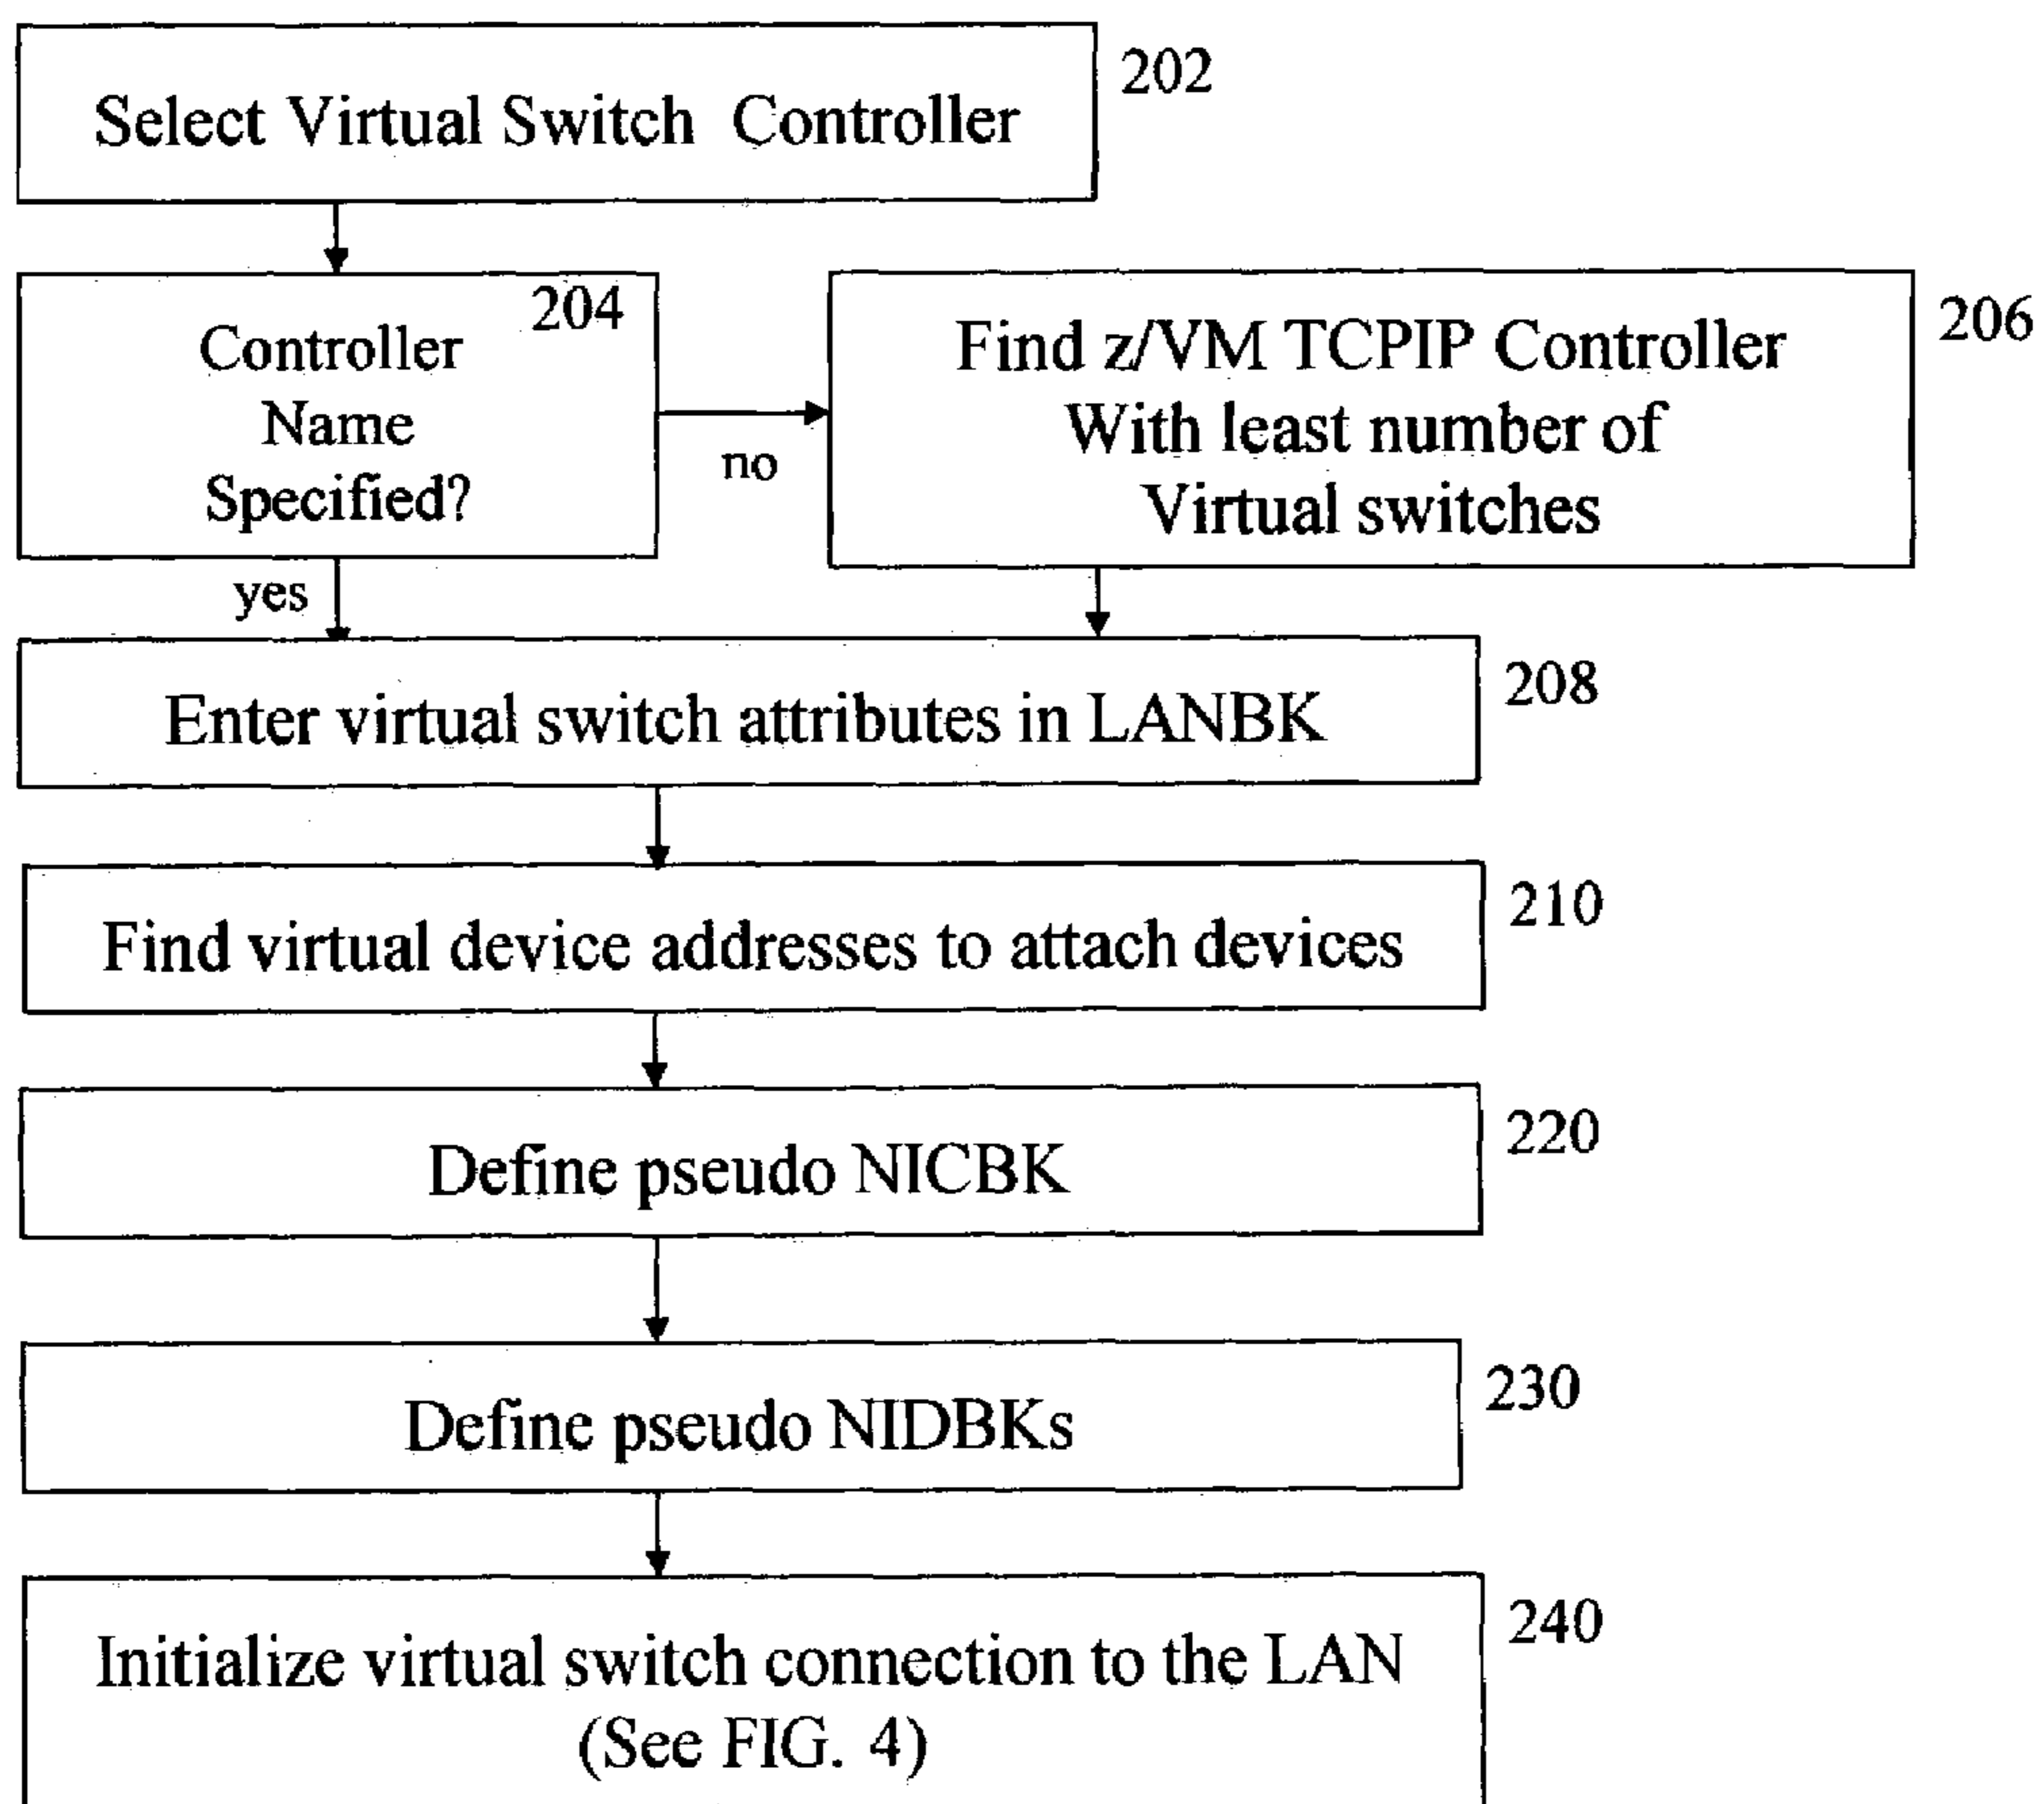 Select Virtual Switch Controller
202
204
Controller
Name
Specified?
no
Find z/VM TCPIP Controller
With least number of
Virtual switches
206
yes
Enter virtual switch attributes in LANBK
208
Find virtual device addresses to attach devices
210
Define pseudo NICBK
220
Define pseudo NIDBKs
230
Initialize virtual switch connection to the LAN
(See FIG. 4)
240